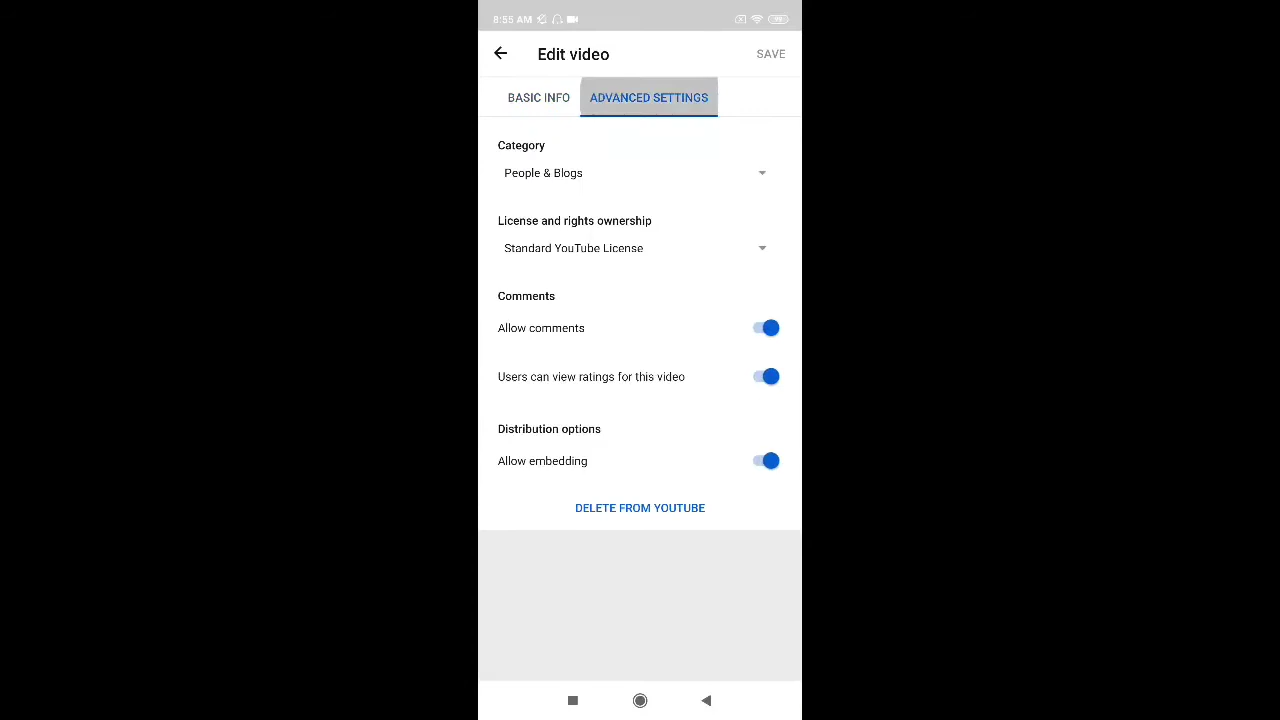 8:55 AM
99
Edit video
SAVE
BASIC INFO
ADVANCED SETTINGS
Category
People & Blogs
License and rights ownership
Standard YouTube License
Comments
Allow comments
Users can view ratings for this video
Distribution options
Allow embedding
DELETE FROM YOUTUBE